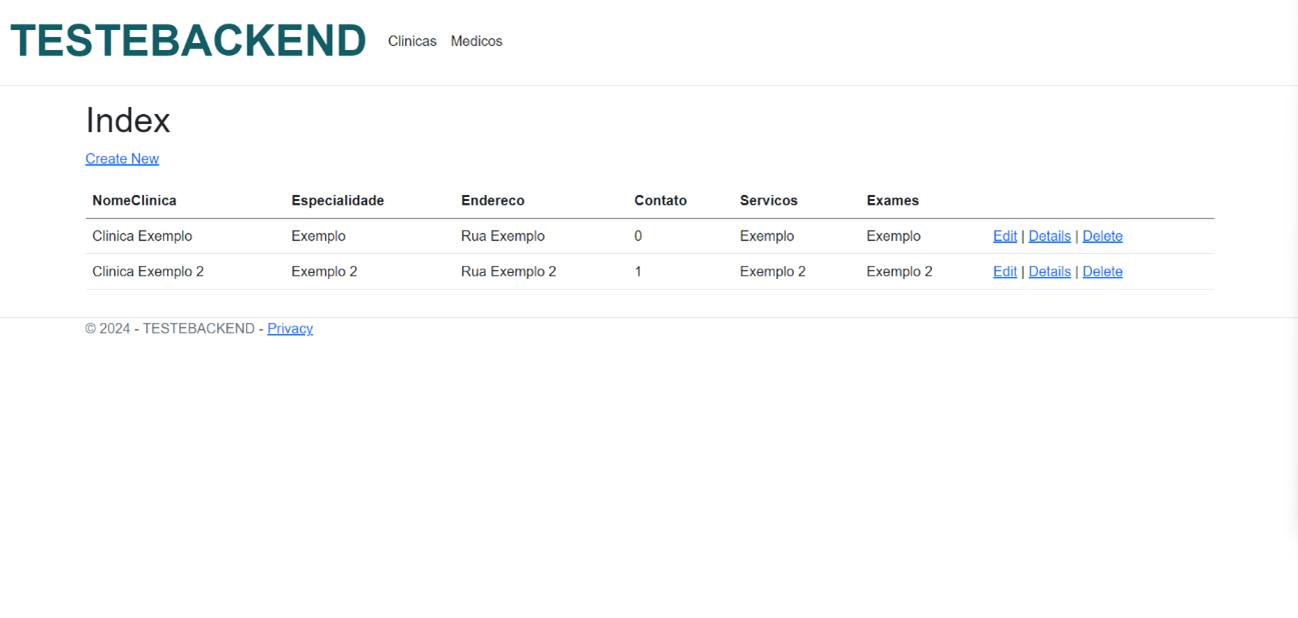 TESTEBACKEND Clinicas Medicos
Index
Create New
NomeClinica Especialidade Endereco Contato Servicos Exames
Clinica Exemplo Exemplo Rua Exemplo 0 Exemplo Exemplo Edit | Details | Delete
Clinica Exemplo 2 Exemplo 2 Rua Exemplo 2 1 Exemplo 2 Exemplo 2 Edit | Details | Delete
© 2024 - TESTEBACKEND - Privacy